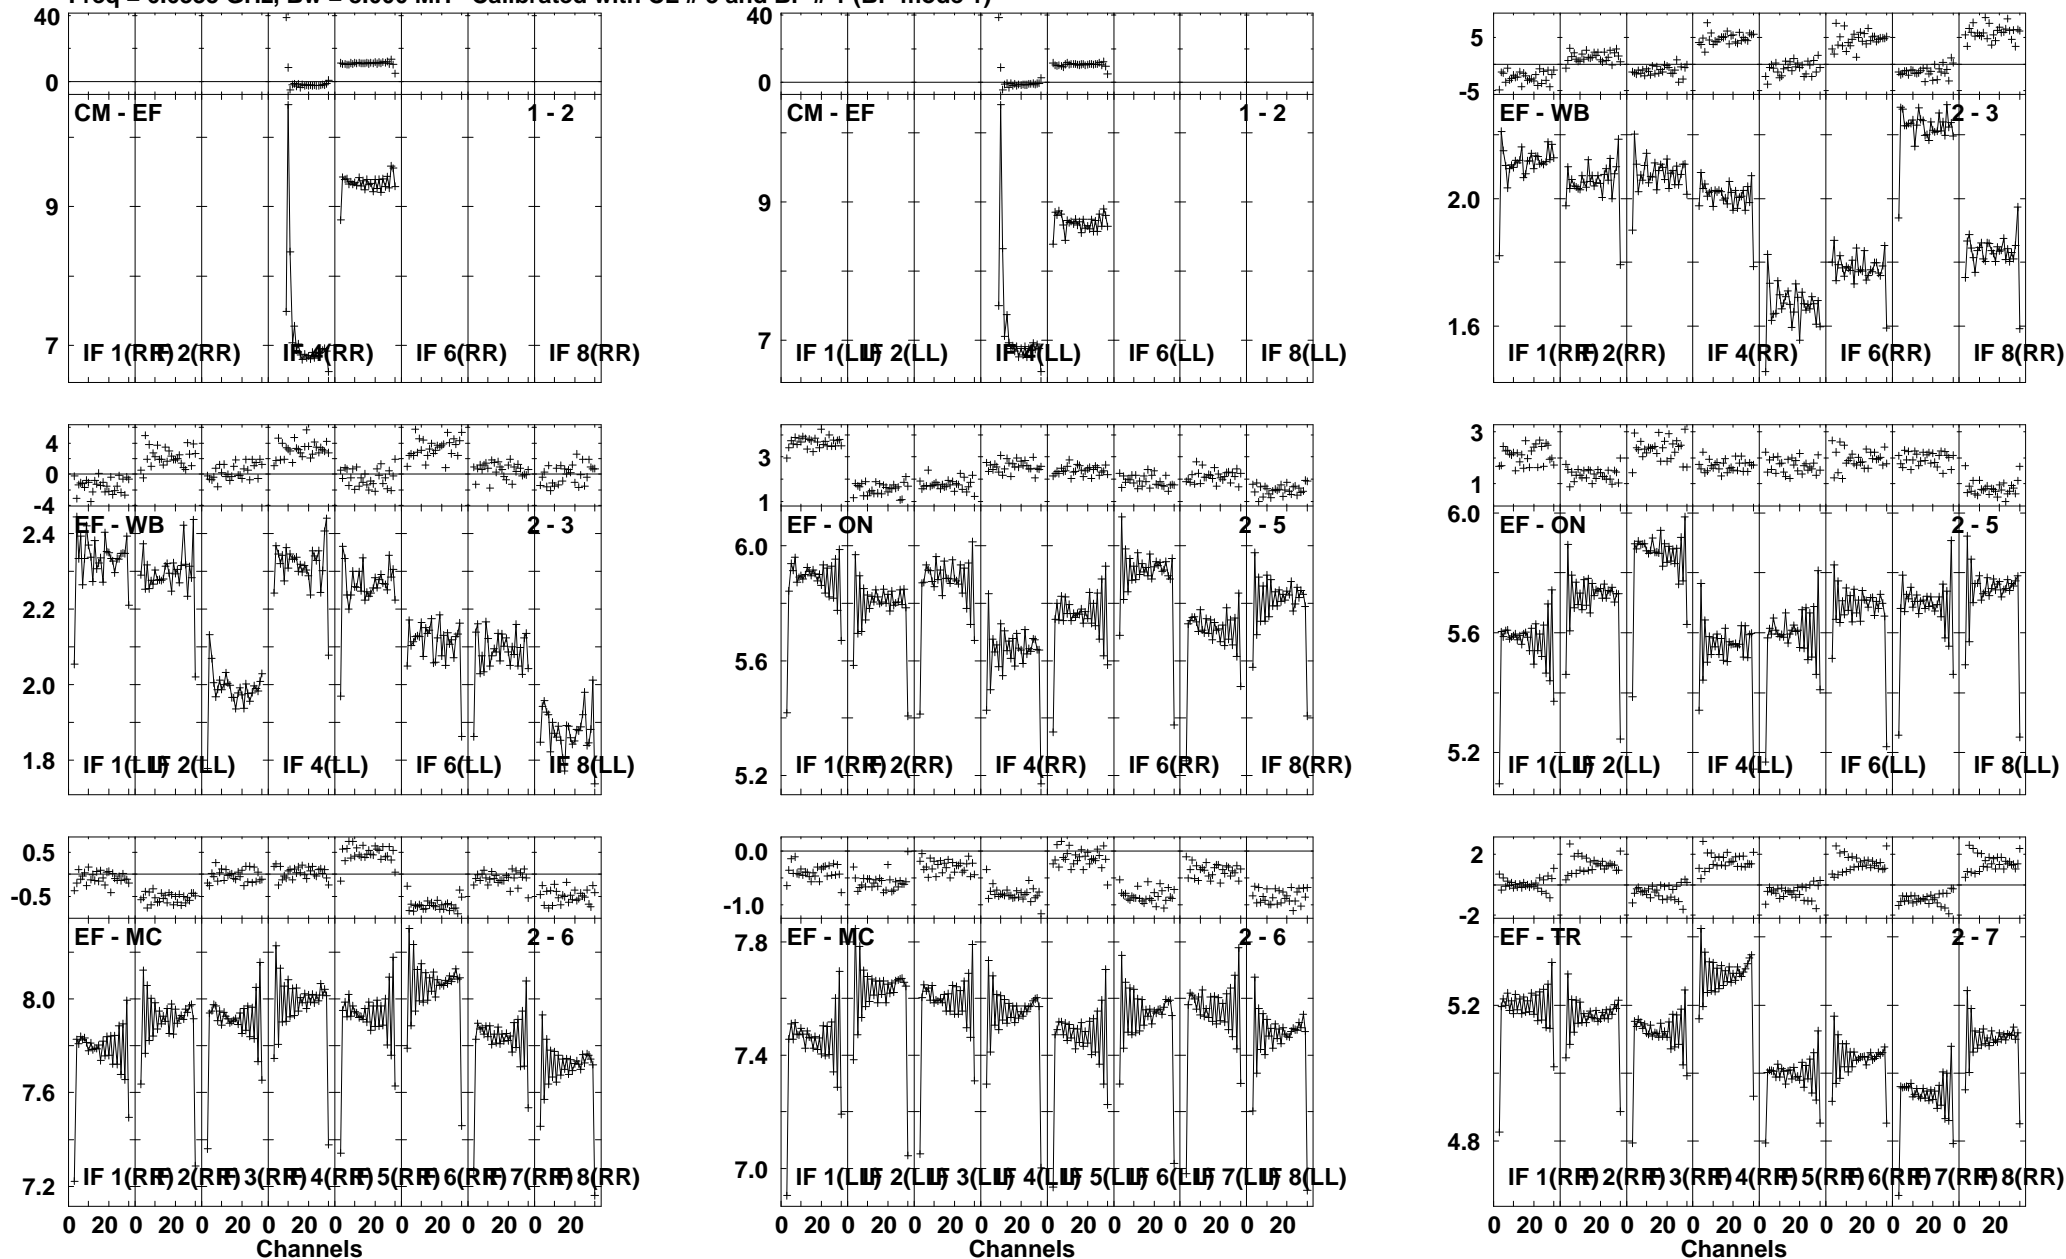 40
0
CM - EF 1 - 2
9
7
IF 1(RR) IF 2(RR) IF 4(RR) IF 6(RR) IF 8(RR)
40
0
CM - EF 1 - 2
9
7
IF 1(LL) IF 2(LL) IF 4(LL) IF 6(LL) IF 8(LL)
5
-5
EF - WB 2 - 3
2.0
1.6
IF 1(RR) IF 2(RR) IF 4(RR) IF 6(RR) IF 8(RR)
4
0
-4
EF - WB 2 - 3
2.4
2.2
2.0
1.8
IF 1(LL) IF 2(LL) IF 4(LL) IF 6(LL) IF 8(LL)
3
1
EF - ON 2 - 5
6.0
5.6
5.2
IF 1(RR) IF 2(RR) IF 4(RR) IF 6(RR) IF 8(RR)
3
1
6.0
EF - ON 2 - 5
5.6
5.2
IF 1(LL) IF 2(LL) IF 4(LL) IF 6(LL) IF 8(LL)
0.5
-0.5
EF - MC 2 - 6
8.0
7.6
7.2
IF 1(RR) IF 2(RR) IF 3(RR) IF 4(RR) IF 5(RR) IF 6(RR) IF 7(RR) IF 8(RR)
0 20 0 20 0 20 0 20 0 20 0 20 0 20 0 20
Channels
0.0
-1.0
EF - MC 2 - 6
7.8
7.4
7.0
IF 1(LL) IF 2(LL) IF 3(LL) IF 4(LL) IF 5(LL) IF 6(LL) IF 7(LL) IF 8(LL)
0 20 0 20 0 20 0 20 0 20 0 20 0 20 0 20
Channels
2
-2
EF - TR 2 - 7
5.2
4.8
IF 1(RR) IF 2(RR) IF 3(RR) IF 4(RR) IF 5(RR) IF 6(RR) IF 7(RR) IF 8(RR)
0 20 0 20 0 20 0 20 0 20 0 20 0 20 0 20
Channels